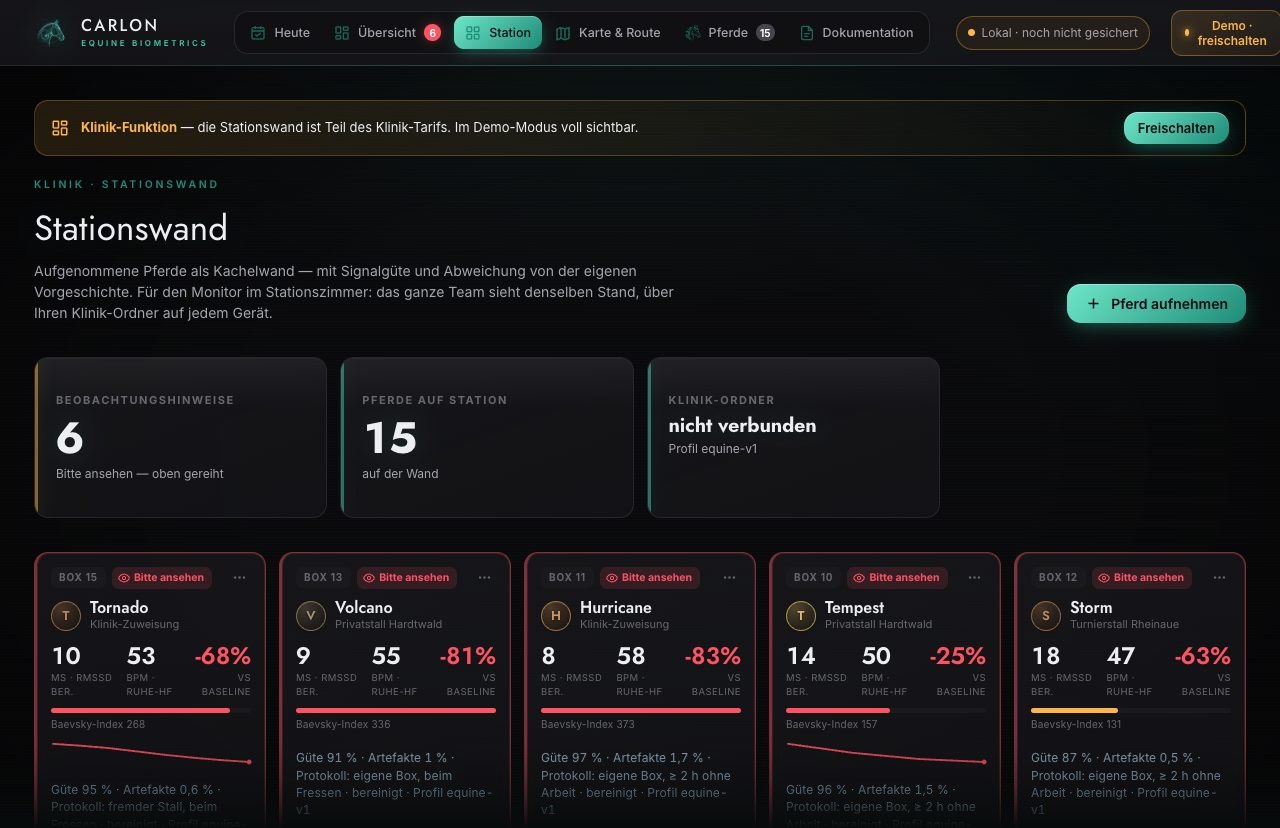 CARLON
EQUINE BIOMETRICS
Heute
Übersicht 6
Station
Karte & Route
Pferde 15
Dokumentation
Lokal · noch nicht gesichert
Demo ·
freischalten
Klinik-Funktion — die Stationswand ist Teil des Klinik-Tarifs. Im Demo-Modus voll sichtbar.
Freischalten
KLINIK · STATIONSWAND
Stationswand
Aufgenommene Pferde als Kachelwand — mit Signalgüte und Abweichung von der eigenen
Vorgeschichte. Für den Monitor im Stationszimmer: das ganze Team sieht denselben Stand, über
Ihren Klinik-Ordner auf jedem Gerät.
+ Pferd aufnehmen
BEOBACHTUNGSHINWEISE
6
Bitte ansehen — oben gereiht
PFERDE AUF STATION
15
auf der Wand
KLINIK-ORDNER
nicht verbunden
Profil equine-v1
BOX 15 Bitte ansehen ···
T Tornado
Klinik-Zuweisung
10 53 -68%
MS · RMSSD BPM · VS
BER. RUHE-HF BASELINE
Baevsky-Index 268
Güte 95 % · Artefakte 0,6 % ·
Protokoll: fremder Stall, beim
Fressen · bereinigt · Profil equine-
BOX 13 Bitte ansehen ···
V Volcano
Privatstall Hardtwald
9 55 -81%
MS · RMSSD BPM · VS
BER. RUHE-HF BASELINE
Baevsky-Index 336
Güte 91 % · Artefakte 1 % ·
Protokoll: eigene Box, beim
Fressen · bereinigt · Profil equine-
v1
BOX 11 Bitte ansehen ···
H Hurricane
Klinik-Zuweisung
8 58 -83%
MS · RMSSD BPM · VS
BER. RUHE-HF BASELINE
Baevsky-Index 373
Güte 97 % · Artefakte 1,7 % ·
Protokoll: eigene Box, ≥ 2 h ohne
Arbeit · bereinigt · Profil equine-
v1
BOX 10 Bitte ansehen ···
T Tempest
Privatstall Hardtwald
14 50 -25%
MS · RMSSD BPM · VS
BER. RUHE-HF BASELINE
Baevsky-Index 157
Güte 96 % · Artefakte 1,5 % ·
Protokoll: eigene Box, ≥ 2 h ohne
Arbeit · bereinigt · Profil equine-
BOX 12 Bitte ansehen ···
S Storm
Turnierstall Rheinaue
18 47 -63%
MS · RMSSD BPM · VS
BER. RUHE-HF BASELINE
Baevsky-Index 131
Güte 87 % · Artefakte 0,5 % ·
Protokoll: eigene Box, ≥ 2 h ohne
Arbeit · bereinigt · Profil equine-
v1